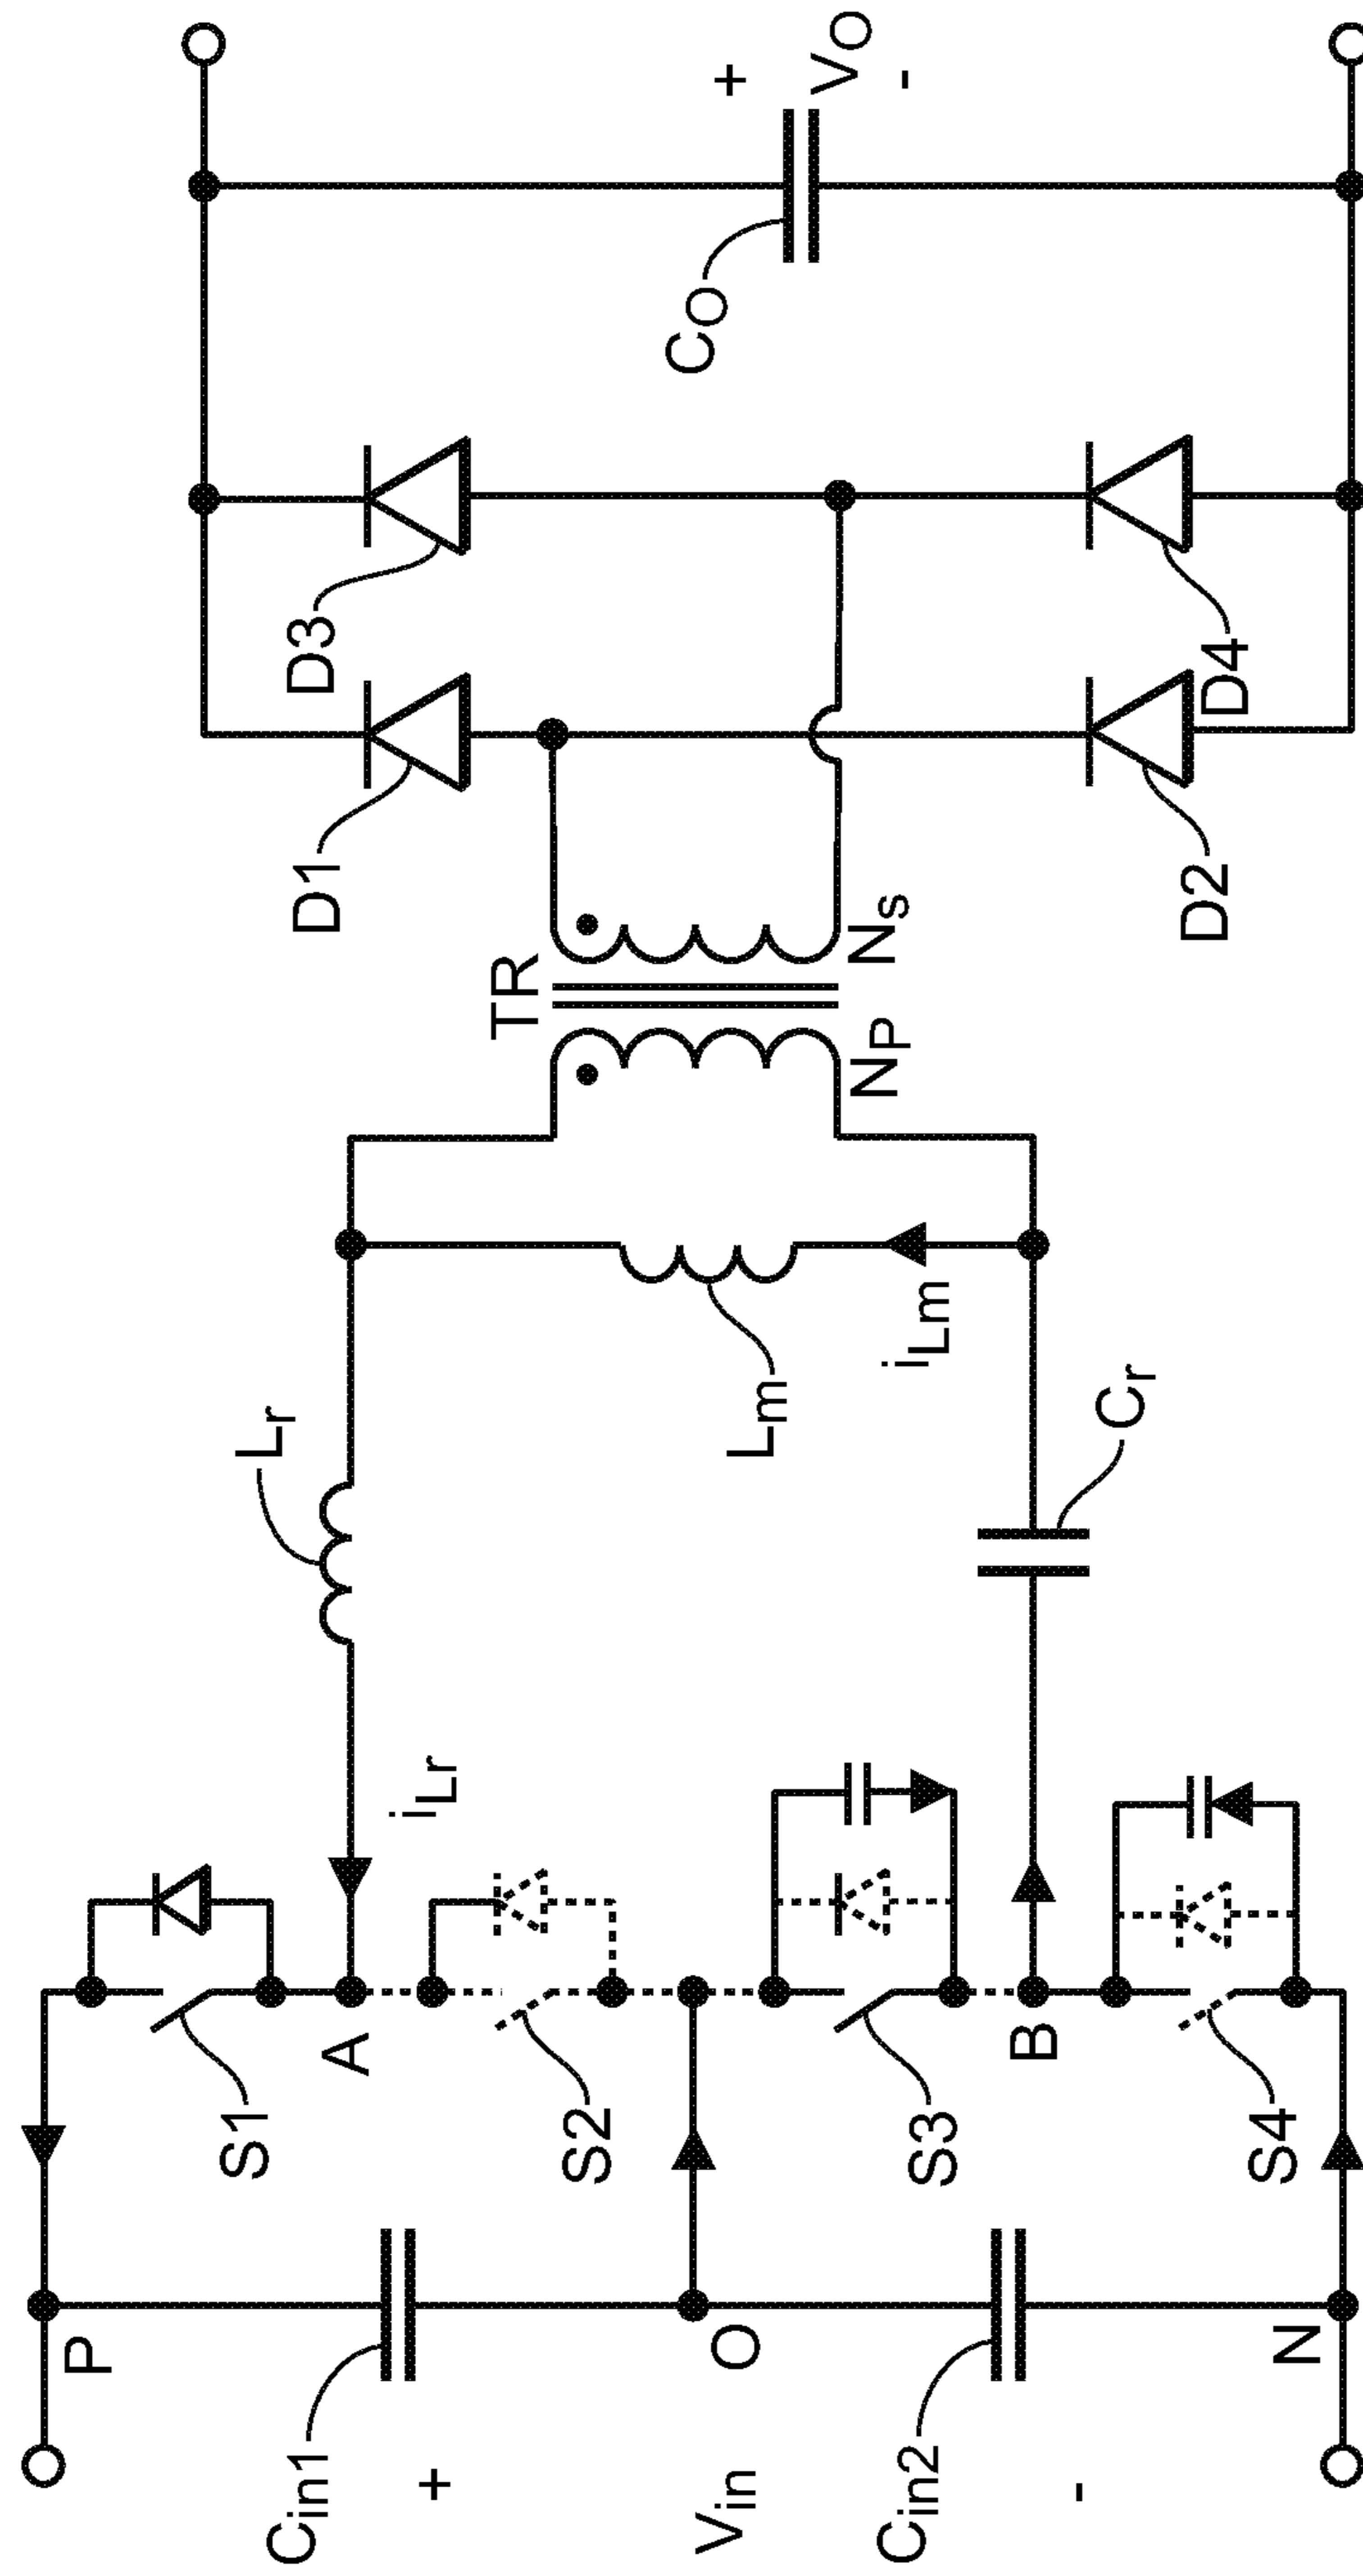 P
C_in1
+
V_in
O
C_in2
-
N
S1
A
S2
S3
B
S4
i_Lr
L_r
L_m
i_Lm
C_r
TR
N_P
N_s
D1
D3
D2
D4
C_O
+
V_O
-